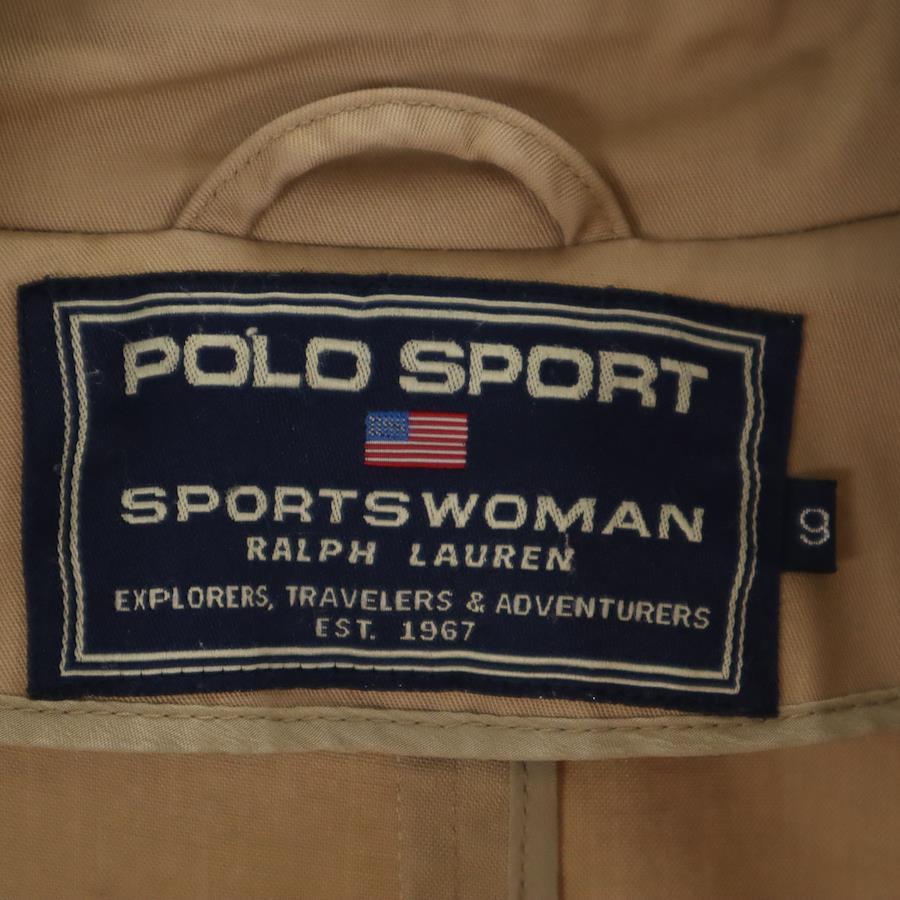 POLO SPORT
SPORTSWOMAN
RALPH LAUREN
EXPLORERS, TRAVELERS & ADVENTURERS
EST. 1967
9